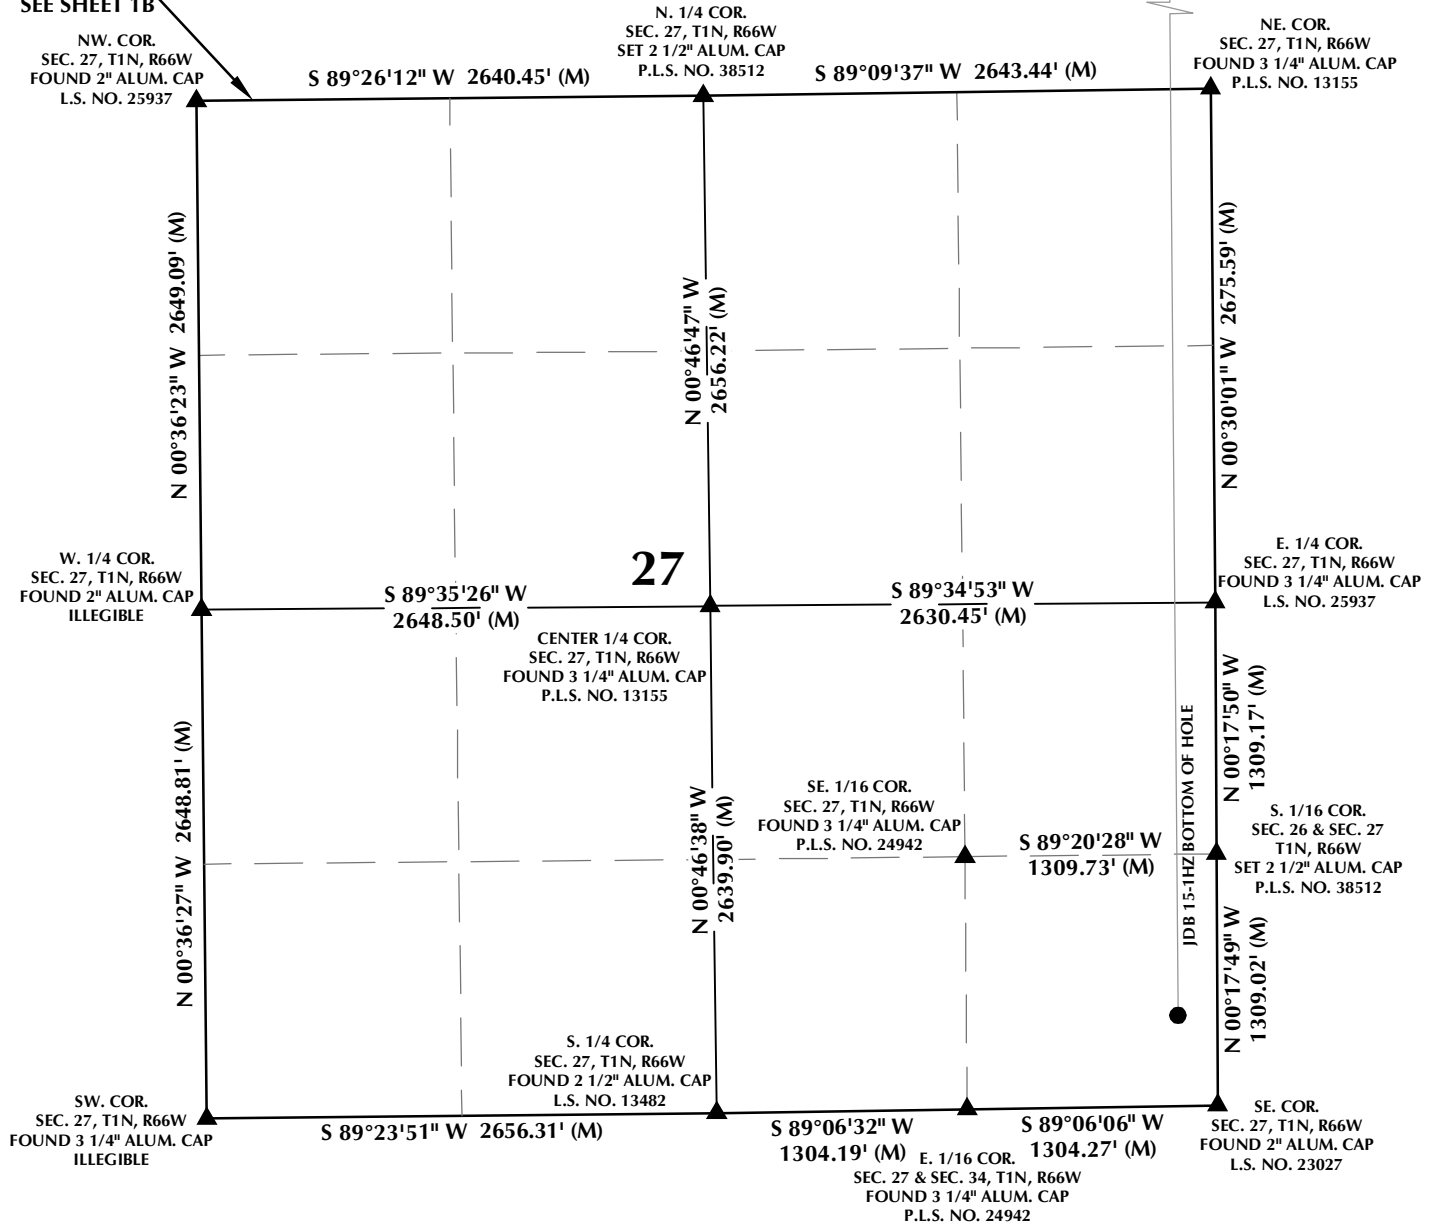 SEE SHEET 1B
NW. COR.
SEC. 27, T1N, R66W
FOUND 2" ALUM. CAP
L.S. NO. 25937
S 89°26'12" W 2640.45' (M)
N. 1/4 COR.
SEC. 27, T1N, R66W
SET 2 1/2" ALUM. CAP
P.L.S. NO. 38512
S 89°09'37" W 2643.44' (M)
NE. COR.
SEC. 27, T1N, R66W
FOUND 3 1/4" ALUM. CAP
P.L.S. NO. 13155
N 00°36'23" W 2649.09' (M)
N 00°46'47" W
2656.22' (M)
N 00°30'01" W 2675.59' (M)
W. 1/4 COR.
SEC. 27, T1N, R66W
FOUND 2" ALUM. CAP
ILLEGIBLE
S 89°35'26" W
2648.50' (M)
27
CENTER 1/4 COR.
SEC. 27, T1N, R66W
FOUND 3 1/4" ALUM. CAP
P.L.S. NO. 13155
S 89°34'53" W
2630.45' (M)
E. 1/4 COR.
SEC. 27, T1N, R66W
FOUND 3 1/4" ALUM. CAP
L.S. NO. 25937
N 00°36'27" W 2648.81' (M)
N 00°46'38" W
2639.90' (M)
SE. 1/16 COR.
SEC. 27, T1N, R66W
FOUND 3 1/4" ALUM. CAP
P.L.S. NO. 24942
S 89°20'28" W
1309.73' (M)
JDB 15-1HZ BOTTOM OF HOLE
N 00°17'50" W
1309.17' (M)
S. 1/16 COR.
SEC. 26 & SEC. 27
T1N, R66W
SET 2 1/2" ALUM. CAP
P.L.S. NO. 38512
N 00°17'49" W
1309.02' (M)
SW. COR.
SEC. 27, T1N, R66W
FOUND 3 1/4" ALUM. CAP
ILLEGIBLE
S 89°23'51" W 2656.31' (M)
S. 1/4 COR.
SEC. 27, T1N, R66W
FOUND 2 1/2" ALUM. CAP
L.S. NO. 13482
S 89°06'32" W
1304.19' (M)
E. 1/16 COR.
SEC. 27 & SEC. 34, T1N, R66W
FOUND 3 1/4" ALUM. CAP
P.L.S. NO. 24942
S 89°06'06" W
1304.27' (M)
SE. COR.
SEC. 27, T1N, R66W
FOUND 2" ALUM. CAP
L.S. NO. 23027